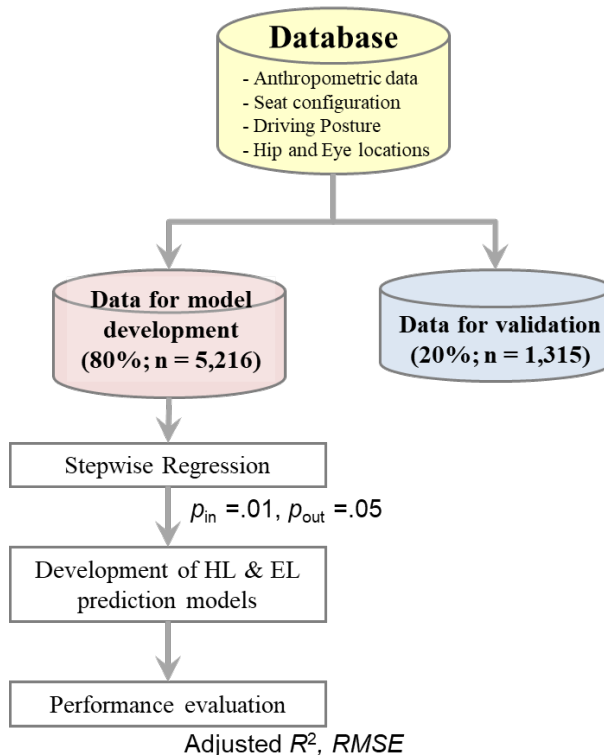 Database
- Anthropometric data
- Seat configuration
- Driving Posture
- Hip and Eye locations
Data for model
development
(80%; n = 5,216)
Data for validation
(20%; n = 1,315)
Stepwise Regression
p_in =.01, p_out =.05
Development of HL & EL
prediction models
Performance evaluation
Adjusted R², RMSE